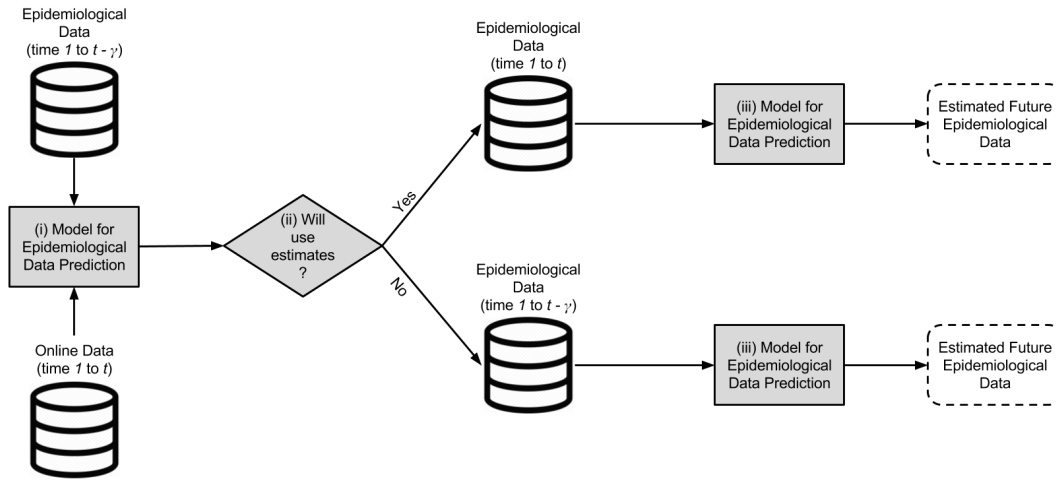 Epidemiological
Data
(time 1 to t - γ)
(i) Model for
Epidemiological
Data Prediction
Online Data
(time 1 to t)
(ii) Will
use
estimates
?
Yes
No
Epidemiological
Data
(time 1 to t)
(iii) Model for
Epidemiological
Data Prediction
Estimated Future
Epidemiological
Data
Epidemiological
Data
(time 1 to t - γ)
(iii) Model for
Epidemiological
Data Prediction
Estimated Future
Epidemiological
Data